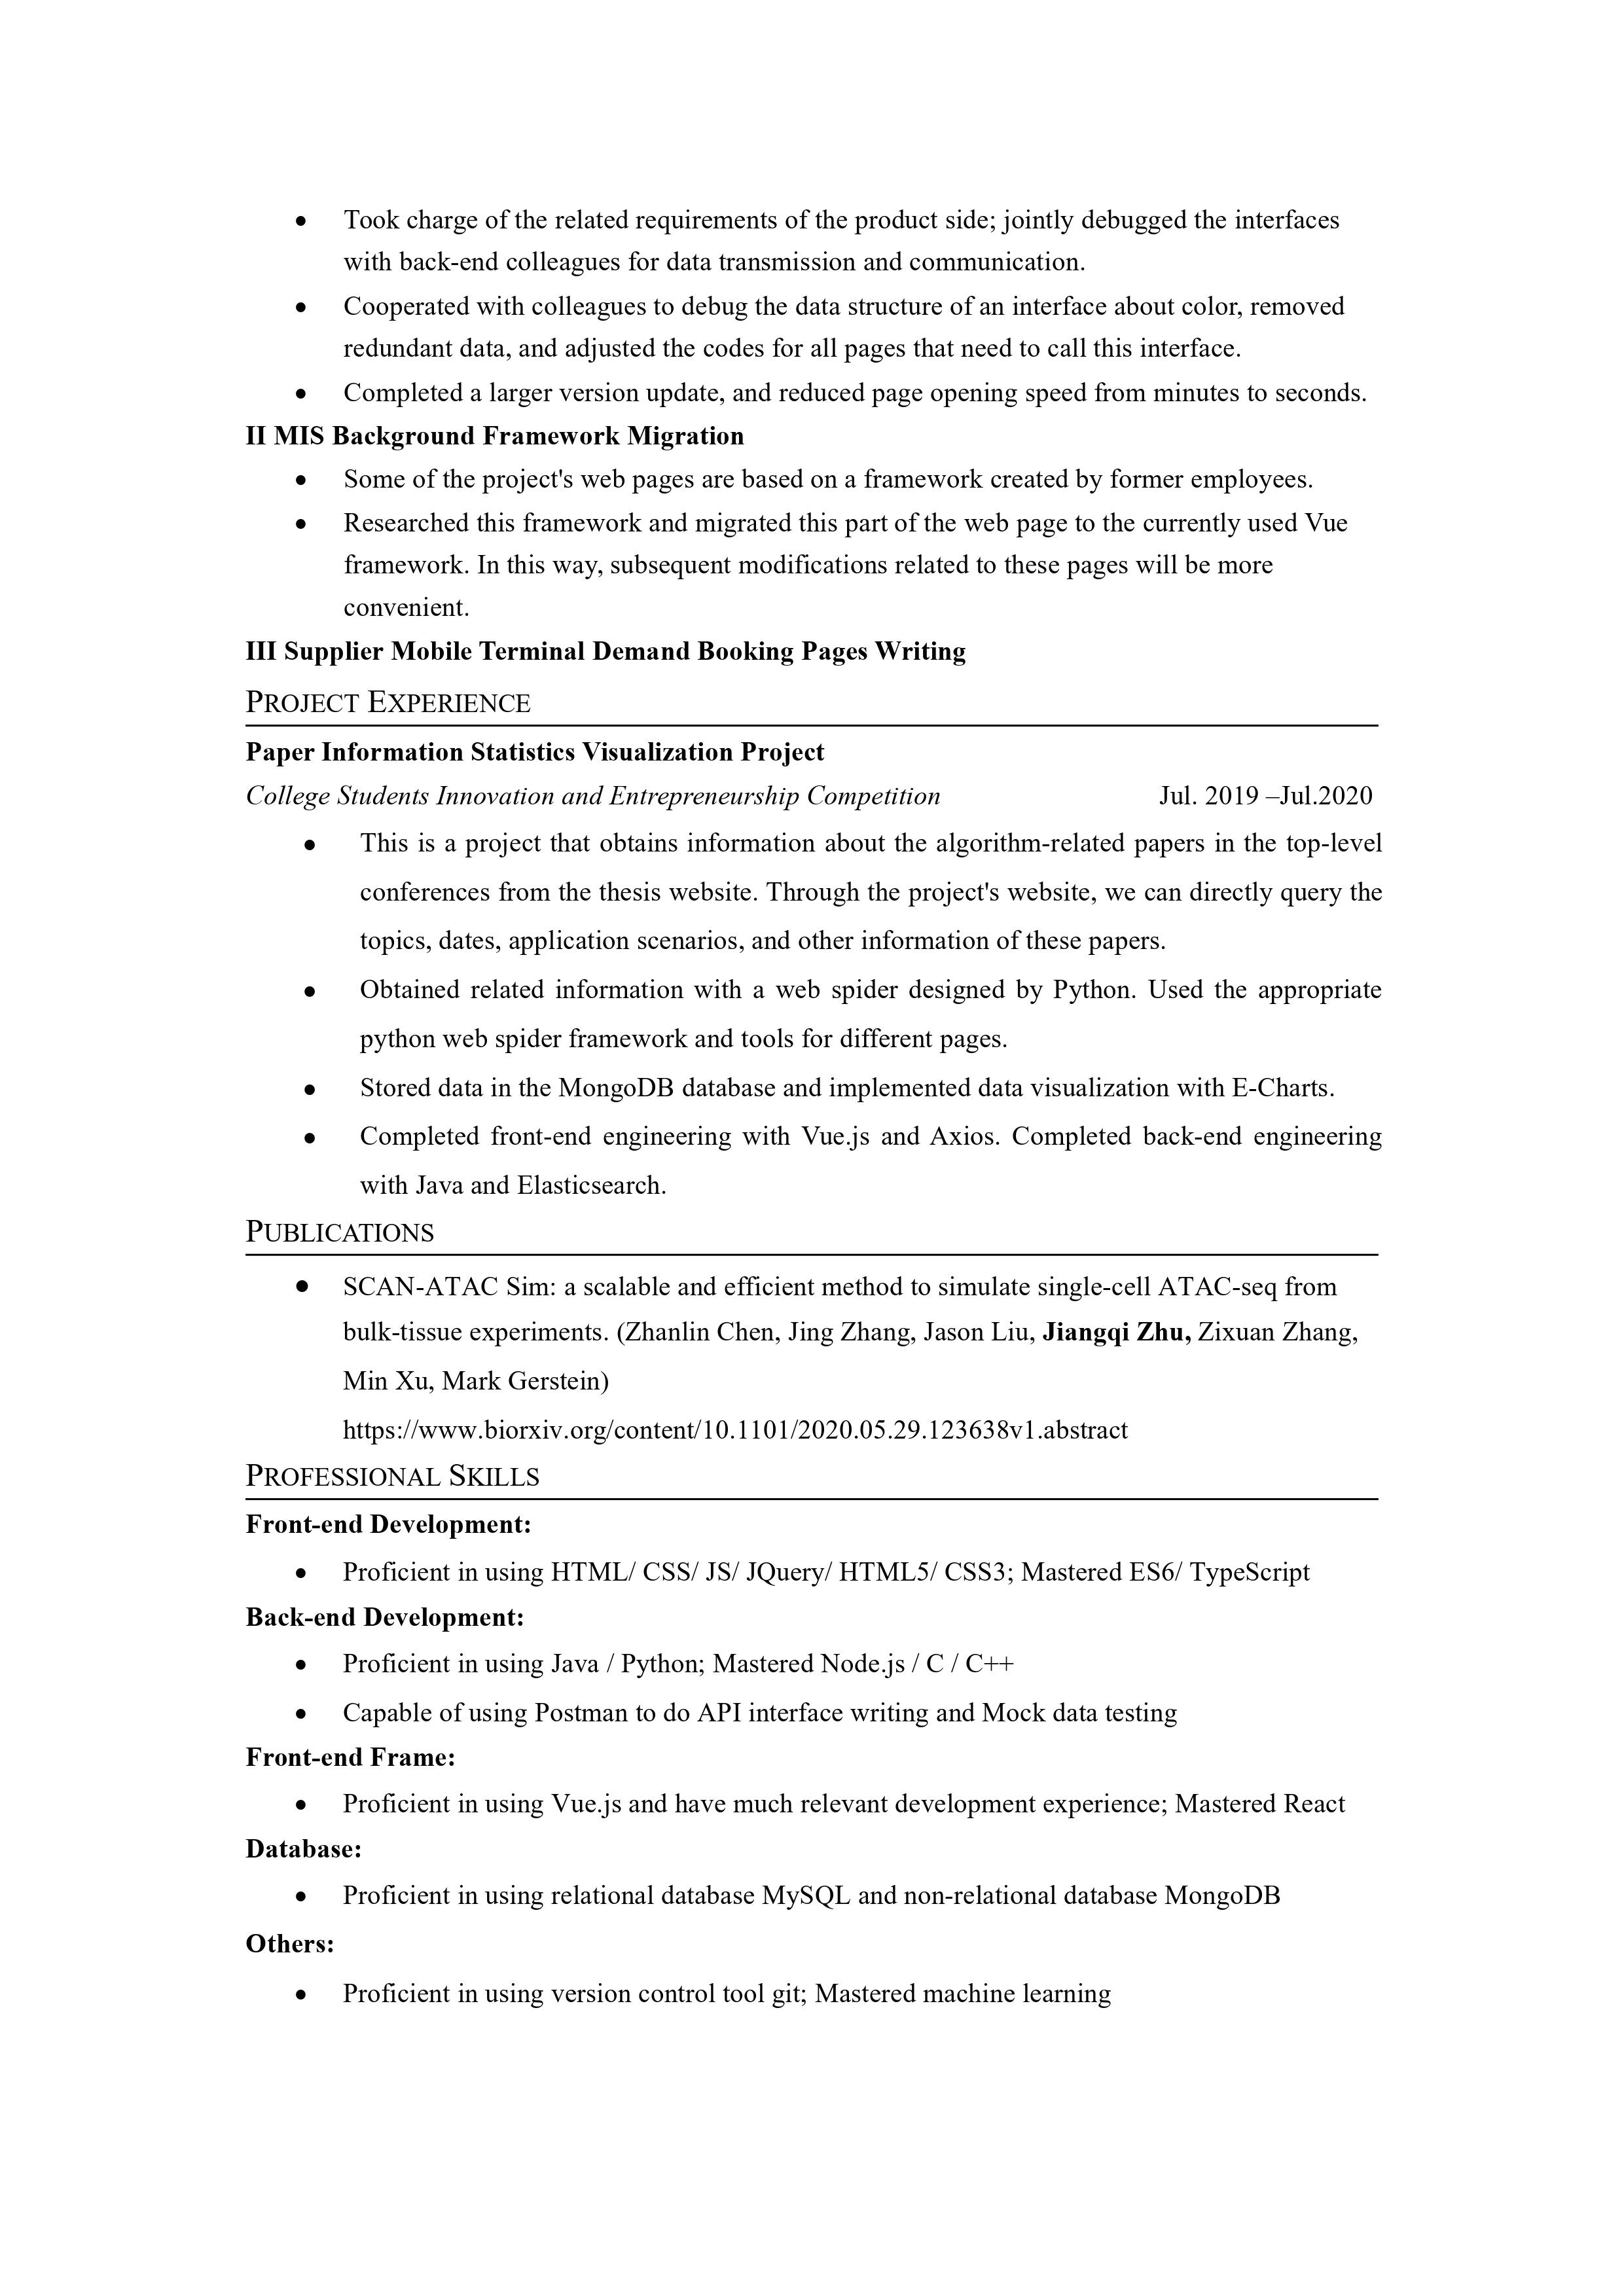 • Took charge of the related requirements of the product side; jointly debugged the interfaces
with back-end colleagues for data transmission and communication.
• Cooperated with colleagues to debug the data structure of an interface about color, removed
redundant data, and adjusted the codes for all pages that need to call this interface.
• Completed a larger version update, and reduced page opening speed from minutes to seconds.
II MIS Background Framework Migration
• Some of the project's web pages are based on a framework created by former employees.
• Researched this framework and migrated this part of the web page to the currently used Vue
framework. In this way, subsequent modifications related to these pages will be more
convenient.
III Supplier Mobile Terminal Demand Booking Pages Writing
PROJECT EXPERIENCE
Paper Information Statistics Visualization Project
College Students Innovation and Entrepreneurship Competition Jul. 2019 –Jul.2020
• This is a project that obtains information about the algorithm-related papers in the top-level
conferences from the thesis website. Through the project's website, we can directly query the
topics, dates, application scenarios, and other information of these papers.
• Obtained related information with a web spider designed by Python. Used the appropriate
python web spider framework and tools for different pages.
• Stored data in the MongoDB database and implemented data visualization with E-Charts.
• Completed front-end engineering with Vue.js and Axios. Completed back-end engineering
with Java and Elasticsearch.
PUBLICATIONS
• SCAN-ATAC Sim: a scalable and efficient method to simulate single-cell ATAC-seq from
bulk-tissue experiments. (Zhanlin Chen, Jing Zhang, Jason Liu, Jiangqi Zhu, Zixuan Zhang,
Min Xu, Mark Gerstein)
https://www.biorxiv.org/content/10.1101/2020.05.29.123638v1.abstract
PROFESSIONAL SKILLS
Front-end Development:
• Proficient in using HTML/ CSS/ JS/ JQuery/ HTML5/ CSS3; Mastered ES6/ TypeScript
Back-end Development:
• Proficient in using Java / Python; Mastered Node.js / C / C++
• Capable of using Postman to do API interface writing and Mock data testing
Front-end Frame:
• Proficient in using Vue.js and have much relevant development experience; Mastered React
Database:
• Proficient in using relational database MySQL and non-relational database MongoDB
Others:
• Proficient in using version control tool git; Mastered machine learning